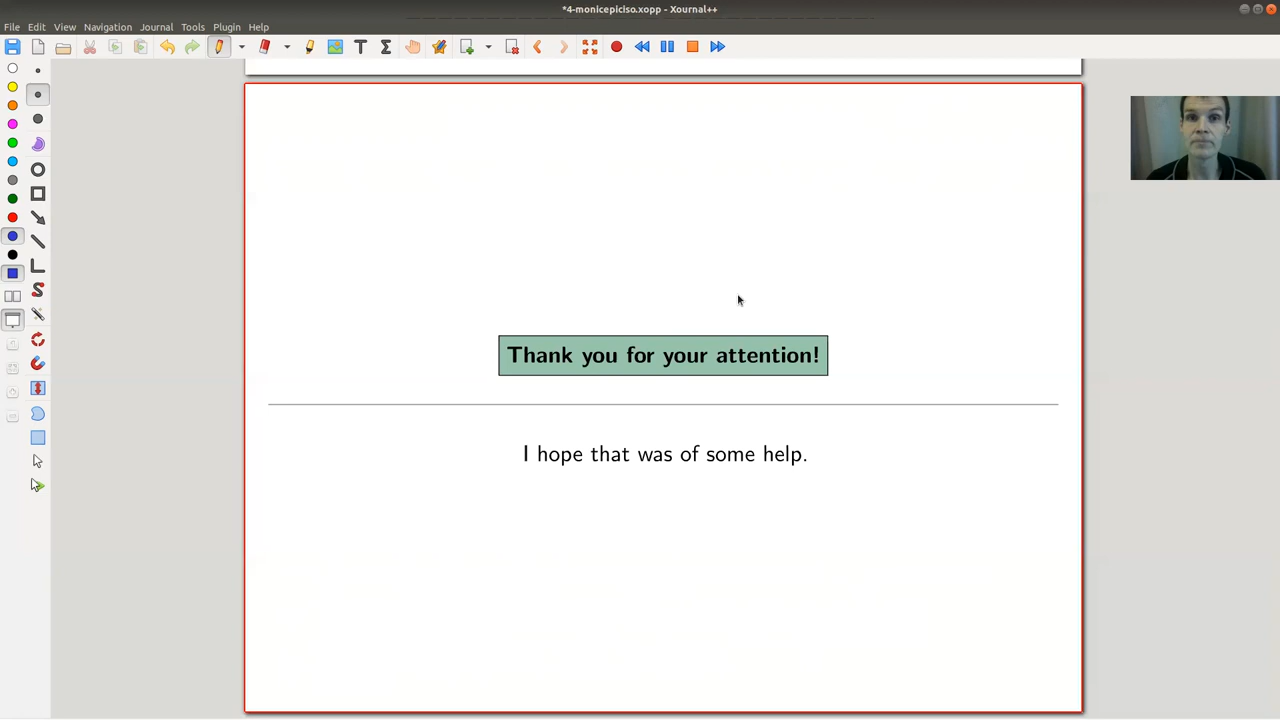 *4-monicepiciso.xopp - Xournal++
File Edit View Navigation Journal Tools Plugin Help
Thank you for your attention!
I hope that was of some help.